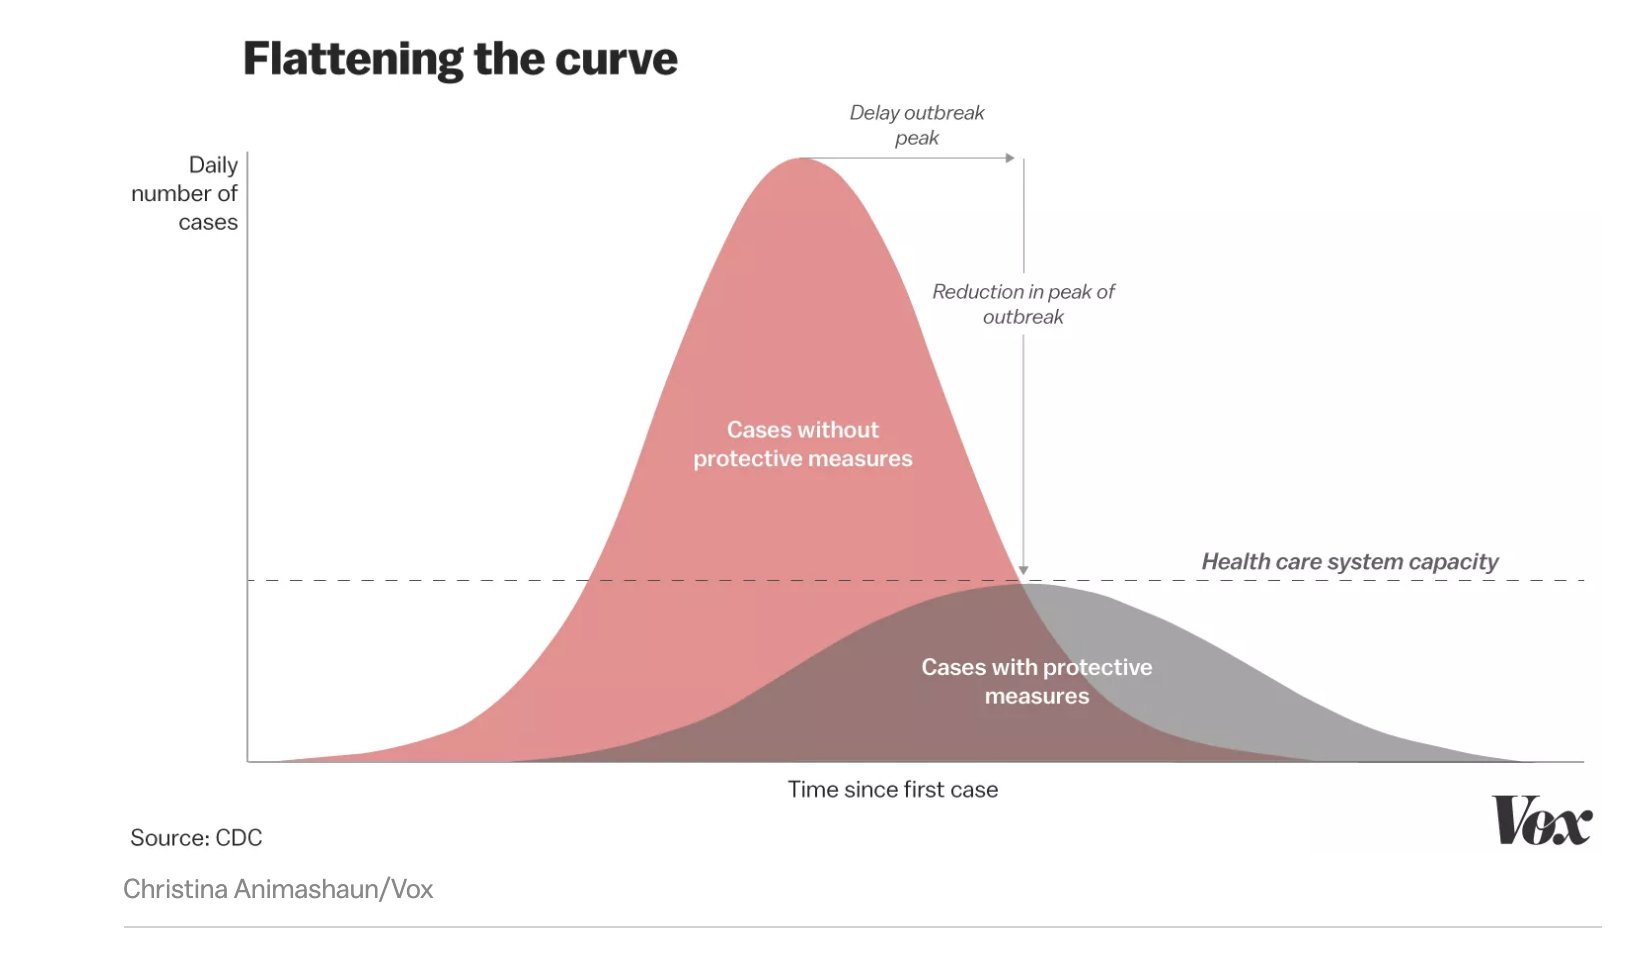 Flattening the curve
Delay outbreak
peak
Daily
number of
cases
Reduction in peak of
outbreak
Cases without
protective measures
Health care system capacity
Cases with protective
measures
Time since first case
Vox
Source: CDC
Christina Animashaun/Vox